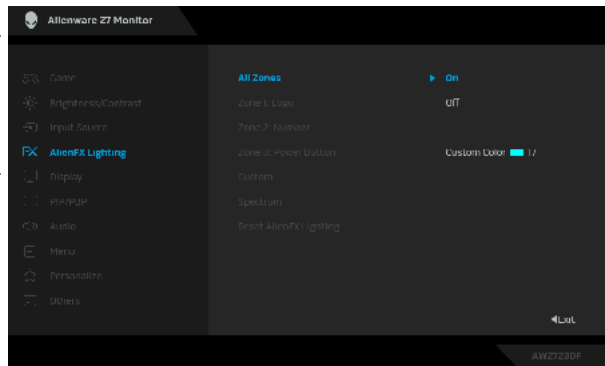 Alienware 27 Monitor
Game
Brightness/Contrast
Input Source
AlienFX Lighting
Display
PIP/PBP
Audio
Menu
Personalize
Others
All Zones
Zone 1: Logo
Zone 2: Number
Zone 3: Power Button
Custom
Spectrum
Reset AlienFX Lighting
On
Off
Custom Color 17
Exit
AW2723DF